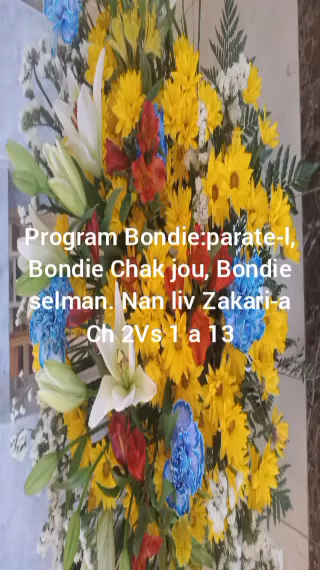 Program Bondie:parate-l,
Bondie Chak jou, Bondie
selman. Nan liv Zakari-a
Ch 2Vs 1 a 13